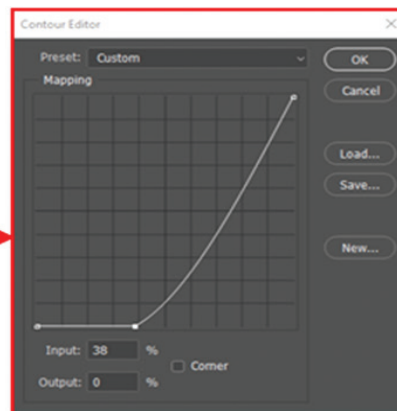 Contour Editor
Preset: Custom
OK
Mapping
Cancel
Load...
Save...
New...
Input: 38 %
Corner
Output: 0 %